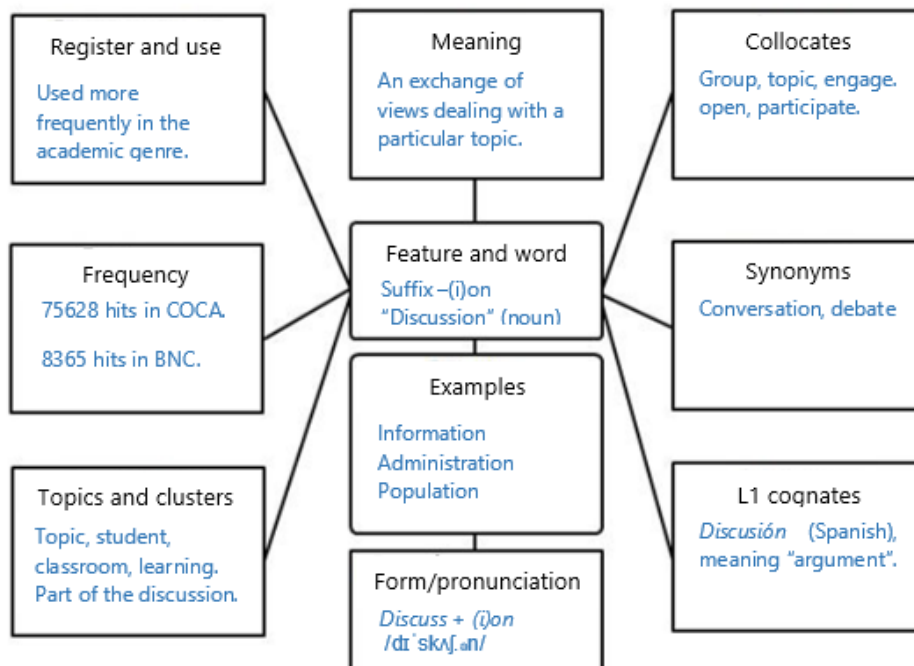 Register and use
Used more
frequently in the
academic genre.
Meaning
An exchange of
views dealing with a
particular topic.
Collocates
Group, topic, engage.
open, participate.
Frequency
75628 hits in COCA.
8365 hits in BNC.
Feature and word
Suffix –(i)on
“Discussion” (noun)
Synonyms
Conversation, debate
Examples
Information
Administration
Population
Topics and clusters
Topic, student,
classroom, learning.
Part of the discussion.
L1 cognates
Discusión (Spanish),
meaning “argument”.
Form/pronunciation
Discuss + (i)on
/dɪˈskʌʃ.ən/